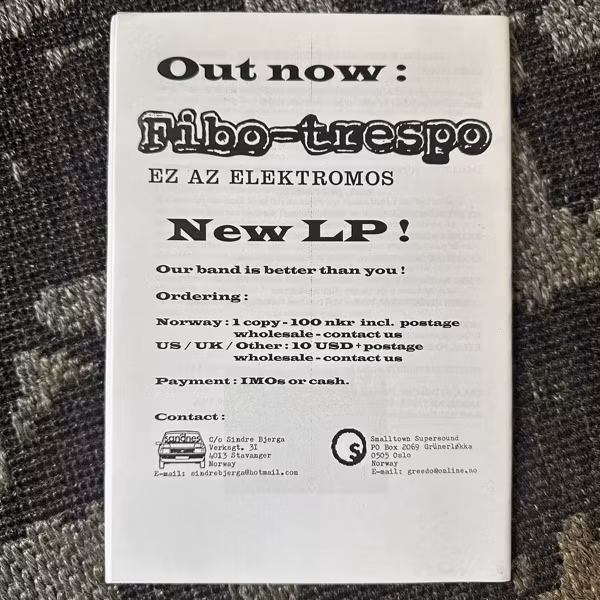 Out now :
Fibo-trespo
EZ AZ ELEKTROMOS
New LP !
Our band is better than you !
Ordering :
Norway : 1 copy - 100 nkr incl. postage
wholesale - contact us
US / UK / Other : 10 USD + postage
wholesale - contact us
Payment : IMOs or cash.
Contact :
sandnes
C/o Sindre Bjerga
Verksgt. 31
4013 Stavanger
Norway
E-mail: sindrebjerga@hotmail.com
S
Smalltown Supersound
PO Box 2069 Grünerløkka
0505 Oslo
Norway
E-mail: greedo@online.no